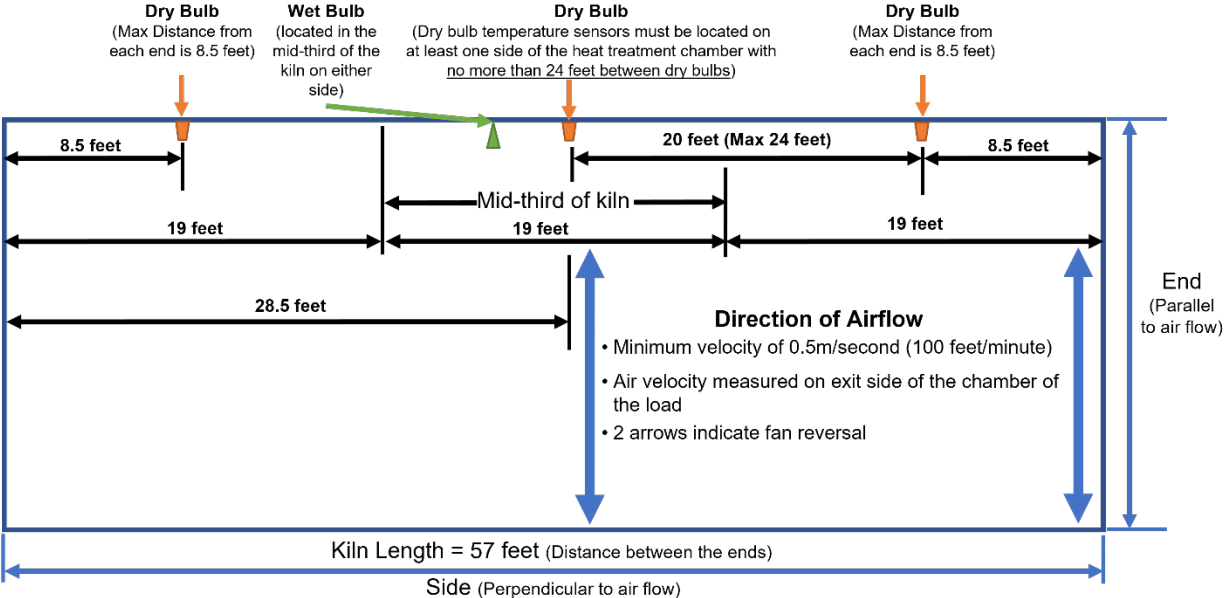 Dry Bulb
(Max Distance from
each end is 8.5 feet)
Wet Bulb
(located in the
mid-third of the
kiln on either
side)
Dry Bulb
(Dry bulb temperature sensors must be located on
at least one side of the heat treatment chamber with
no more than 24 feet between dry bulbs)
Dry Bulb
(Max Distance from
each end is 8.5 feet)
8.5 feet
20 feet (Max 24 feet)
8.5 feet
Mid-third of kiln
19 feet
19 feet
19 feet
28.5 feet
Direction of Airflow
• Minimum velocity of 0.5m/second (100 feet/minute)
• Air velocity measured on exit side of the chamber of
the load
• 2 arrows indicate fan reversal
End
(Parallel
to air flow)
Kiln Length = 57 feet (Distance between the ends)
Side (Perpendicular to air flow)